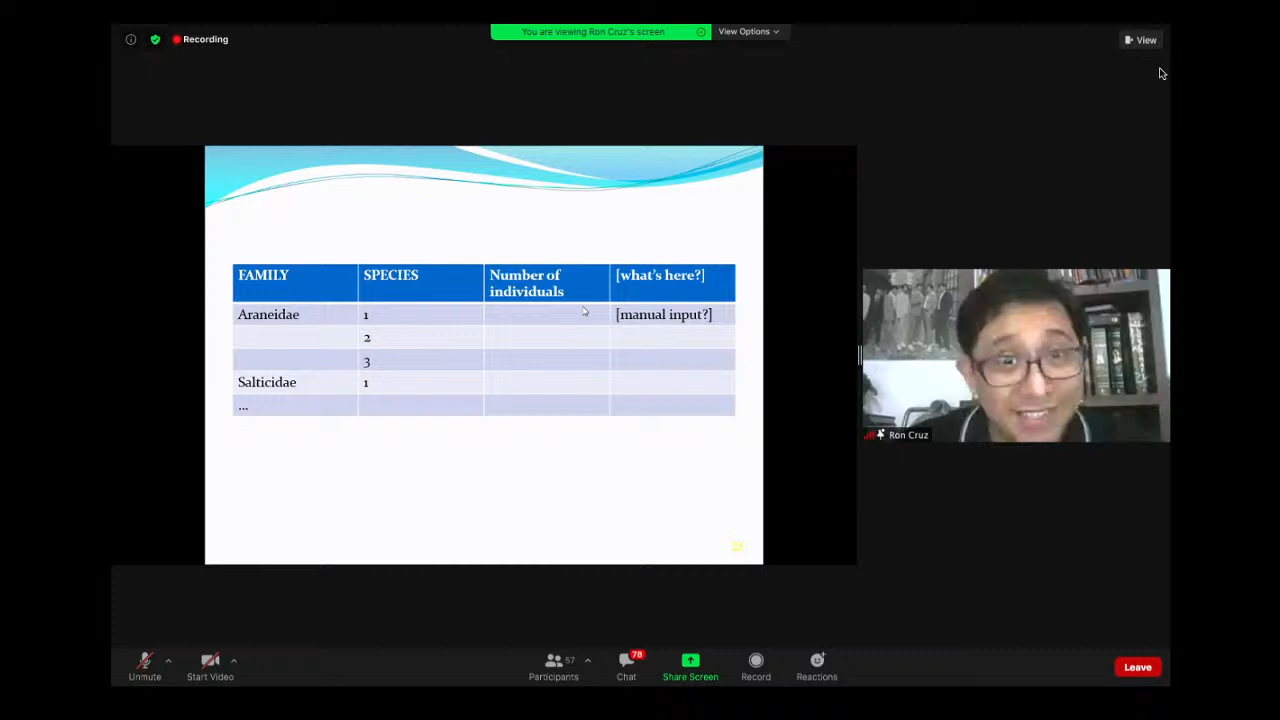 Recording
You are viewing Ron Cruz's screen
View Options
View
FAMILY
SPECIES
Number of
individuals
[what's here?]
Araneidae
1
[manual input?]
2
3
Salticidae
1
...
Ron Cruz
Unmute
Start Video
57
Participants
78
Chat
Share Screen
Record
Reactions
Leave